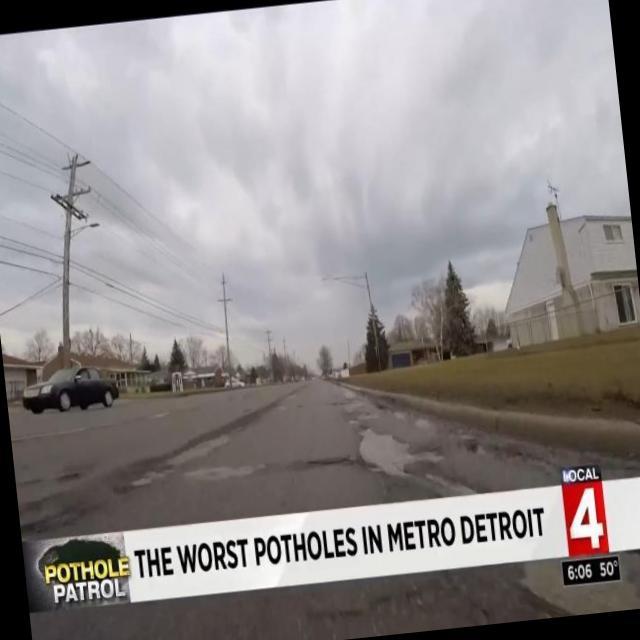 POTHOLE
PATROL
THE WORST POTHOLES IN METRO DETROIT
LOCAL
4
6:06 50°